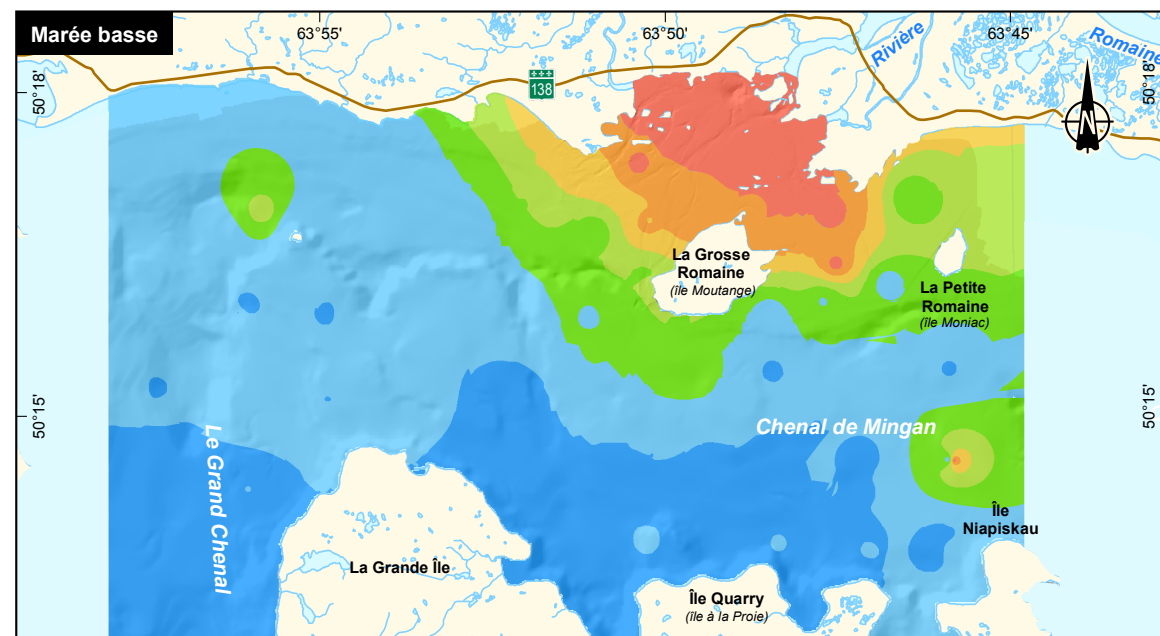 Marée basse
63°55'
63°50'
63°45'
50°18'
50°18'
138
Rivière
Romaine
N
La Grosse
Romaine
(île Moutange)
La Petite
Romaine
(île Moniac)
50°15'
50°15'
Chenal de Mingan
Le Grand Chenal
Île
Niapiskau
La Grande Île
Île Quarry
(île à la Proie)